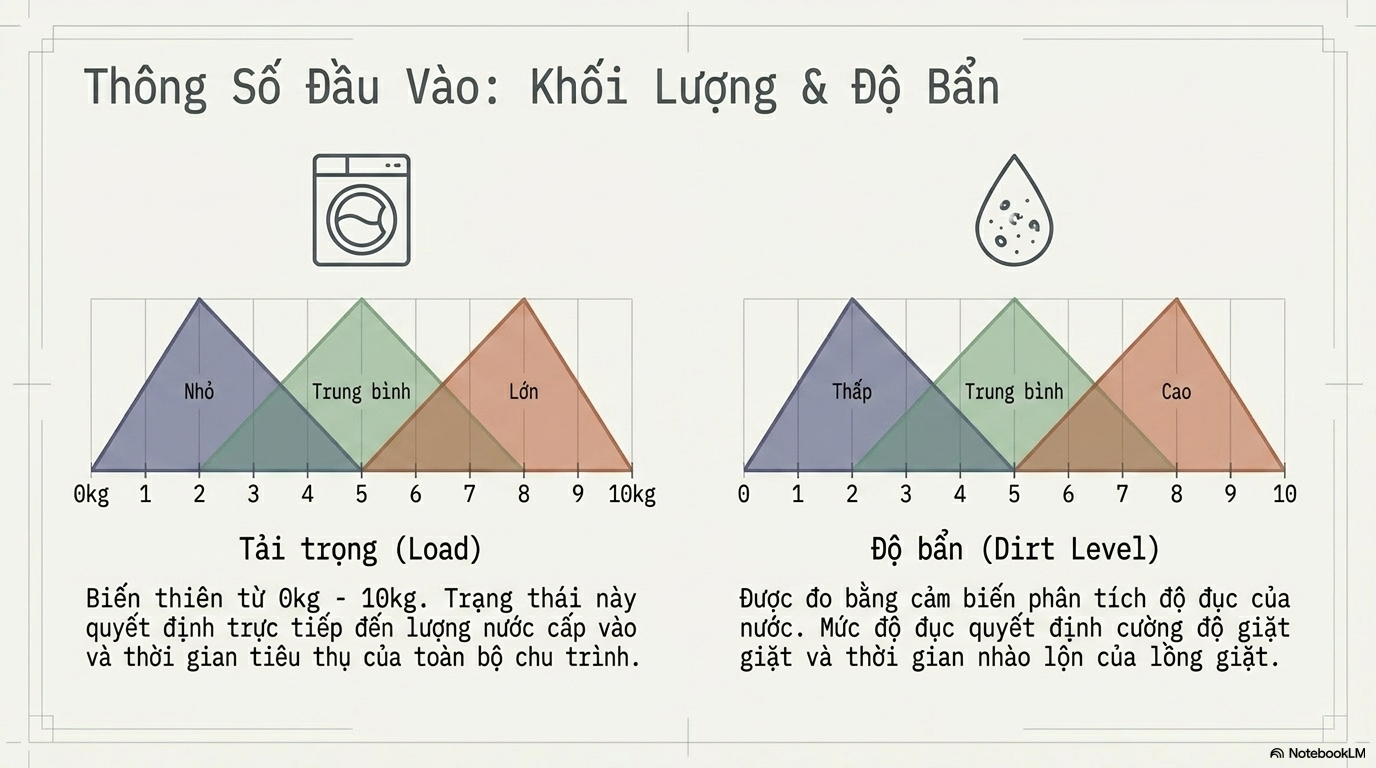 Thông Số Đầu Vào: Khối Lượng & Độ Bẩn
Nhỏ
Trung bình
Lớn
0kg 1 2 3 4 5 6 7 8 9 10kg
Tải trọng (Load)
Biến thiên từ 0kg - 10kg. Trạng thái này
quyết định trực tiếp đến lượng nước cấp vào
và thời gian tiêu thụ của toàn bộ chu trình.
Thấp
Trung bình
Cao
0 1 2 3 4 5 6 7 8 9 10
Độ bẩn (Dirt Level)
Được đo bằng cảm biến phân tích độ đục của
nước. Mức độ đục quyết định cường độ giặt
giặt và thời gian nhào lộn của lồng giặt.
NotebookLM